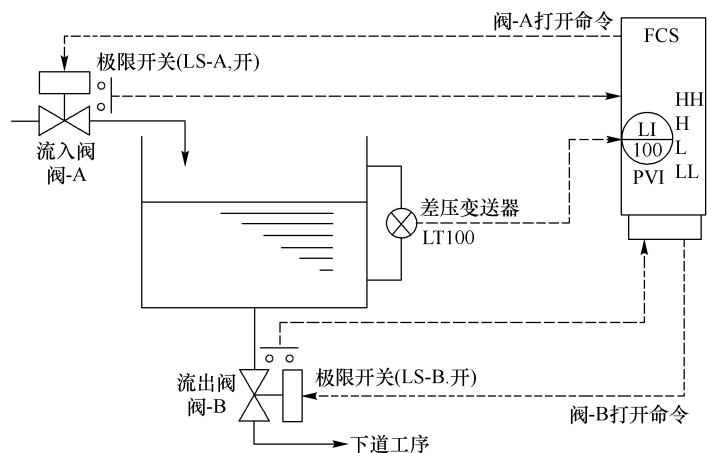 阀-A打开命令
FCS
极限开关(LS-A,开)
HH
H
L
LL
LI
100
PVI
流入阀
阀-A
差压变送器
LT100
流出阀
阀-B
极限开关(LS-B.开)
阀-B打开命令
下道工序